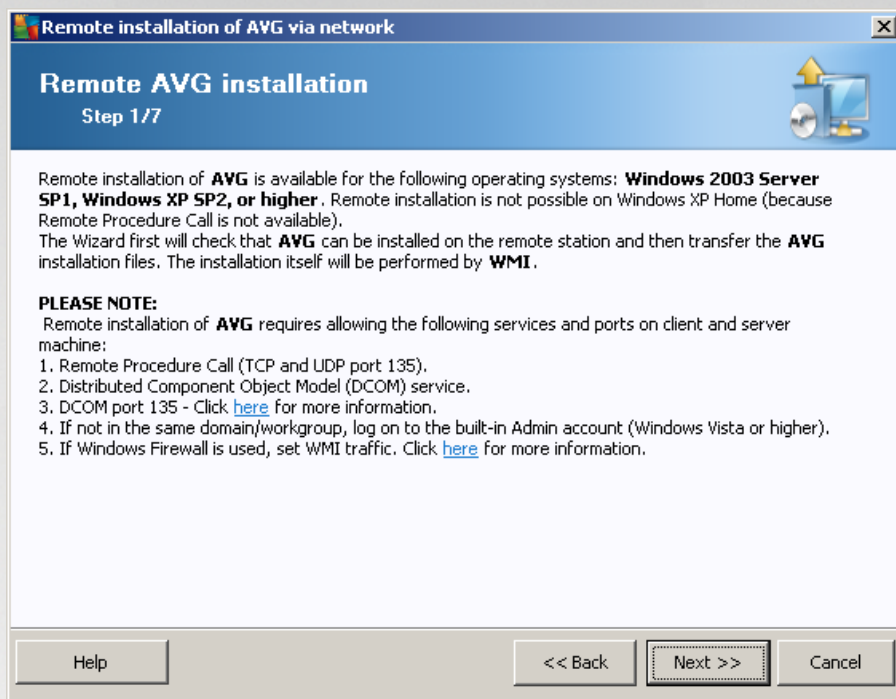 Remote installation of AVG via network
Remote AVG installation
Step 1/7
Remote installation of AVG is available for the following operating systems: Windows 2003 Server
SP1, Windows XP SP2, or higher. Remote installation is not possible on Windows XP Home (because
Remote Procedure Call is not available).
The Wizard first will check that AVG can be installed on the remote station and then transfer the AVG
installation files. The installation itself will be performed by WMI.
PLEASE NOTE:
Remote installation of AVG requires allowing the following services and ports on client and server
machine:
1. Remote Procedure Call (TCP and UDP port 135).
2. Distributed Component Object Model (DCOM) service.
3. DCOM port 135 - Click here for more information.
4. If not in the same domain/workgroup, log on to the built-in Admin account (Windows Vista or higher).
5. If Windows Firewall is used, set WMI traffic. Click here for more information.
Help
<< Back
Next >>
Cancel